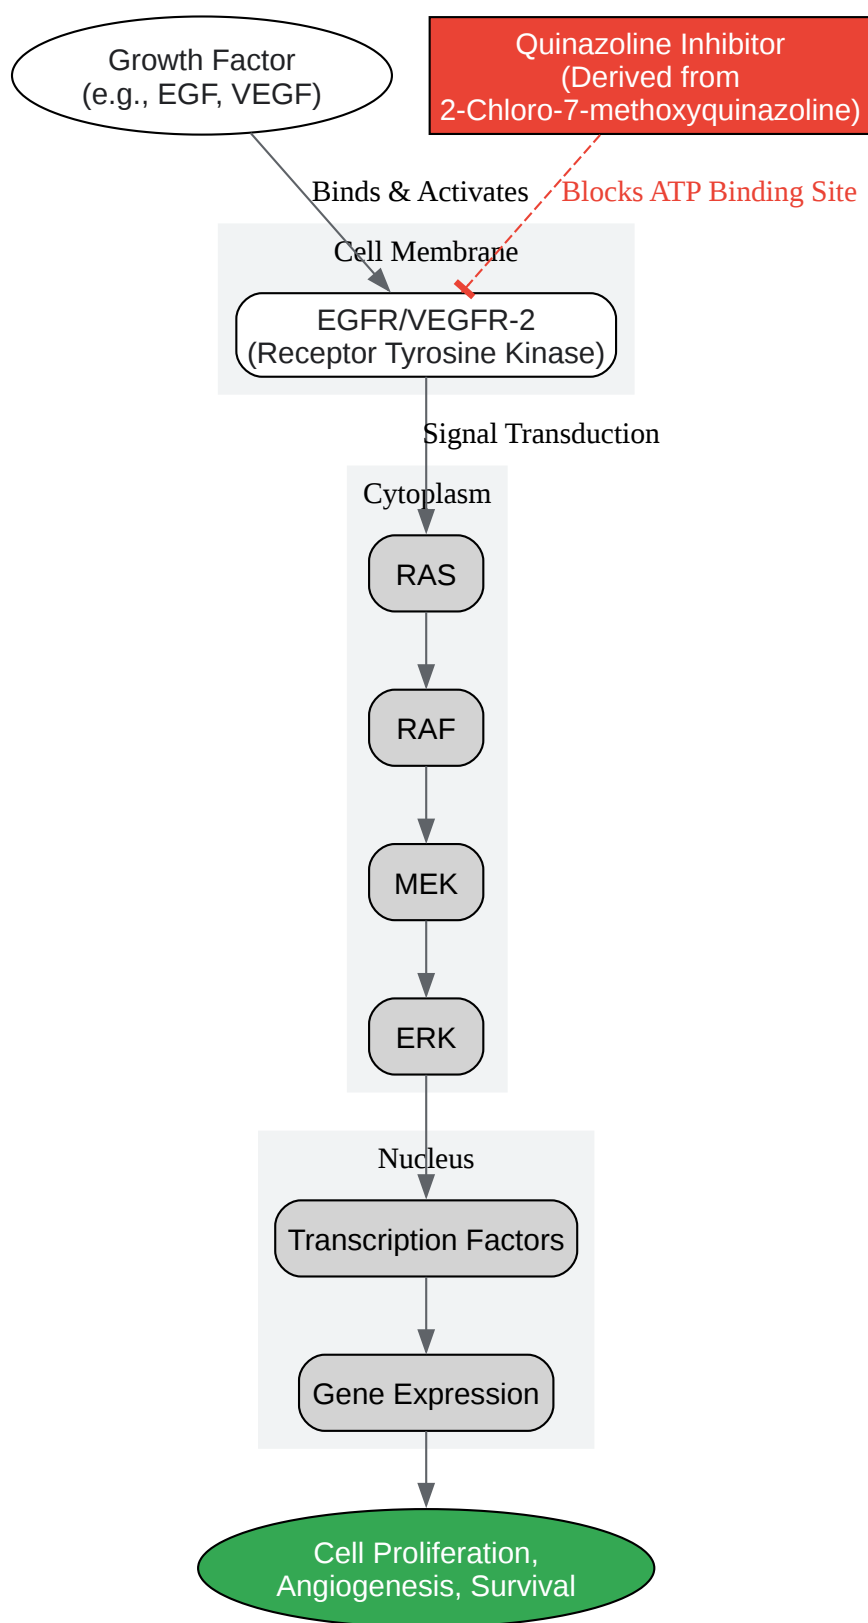 Growth Factor
(e.g., EGF, VEGF)
Quinazoline Inhibitor
(Derived from
2-Chloro-7-methoxyquinazoline)
Binds & Activates
Blocks ATP Binding Site
Cell Membrane
EGFR/VEGFR-2
(Receptor Tyrosine Kinase)
Signal Transduction
Cytoplasm
RAS
RAF
MEK
ERK
Nucleus
Transcription Factors
Gene Expression
Cell Proliferation,
Angiogenesis, Survival